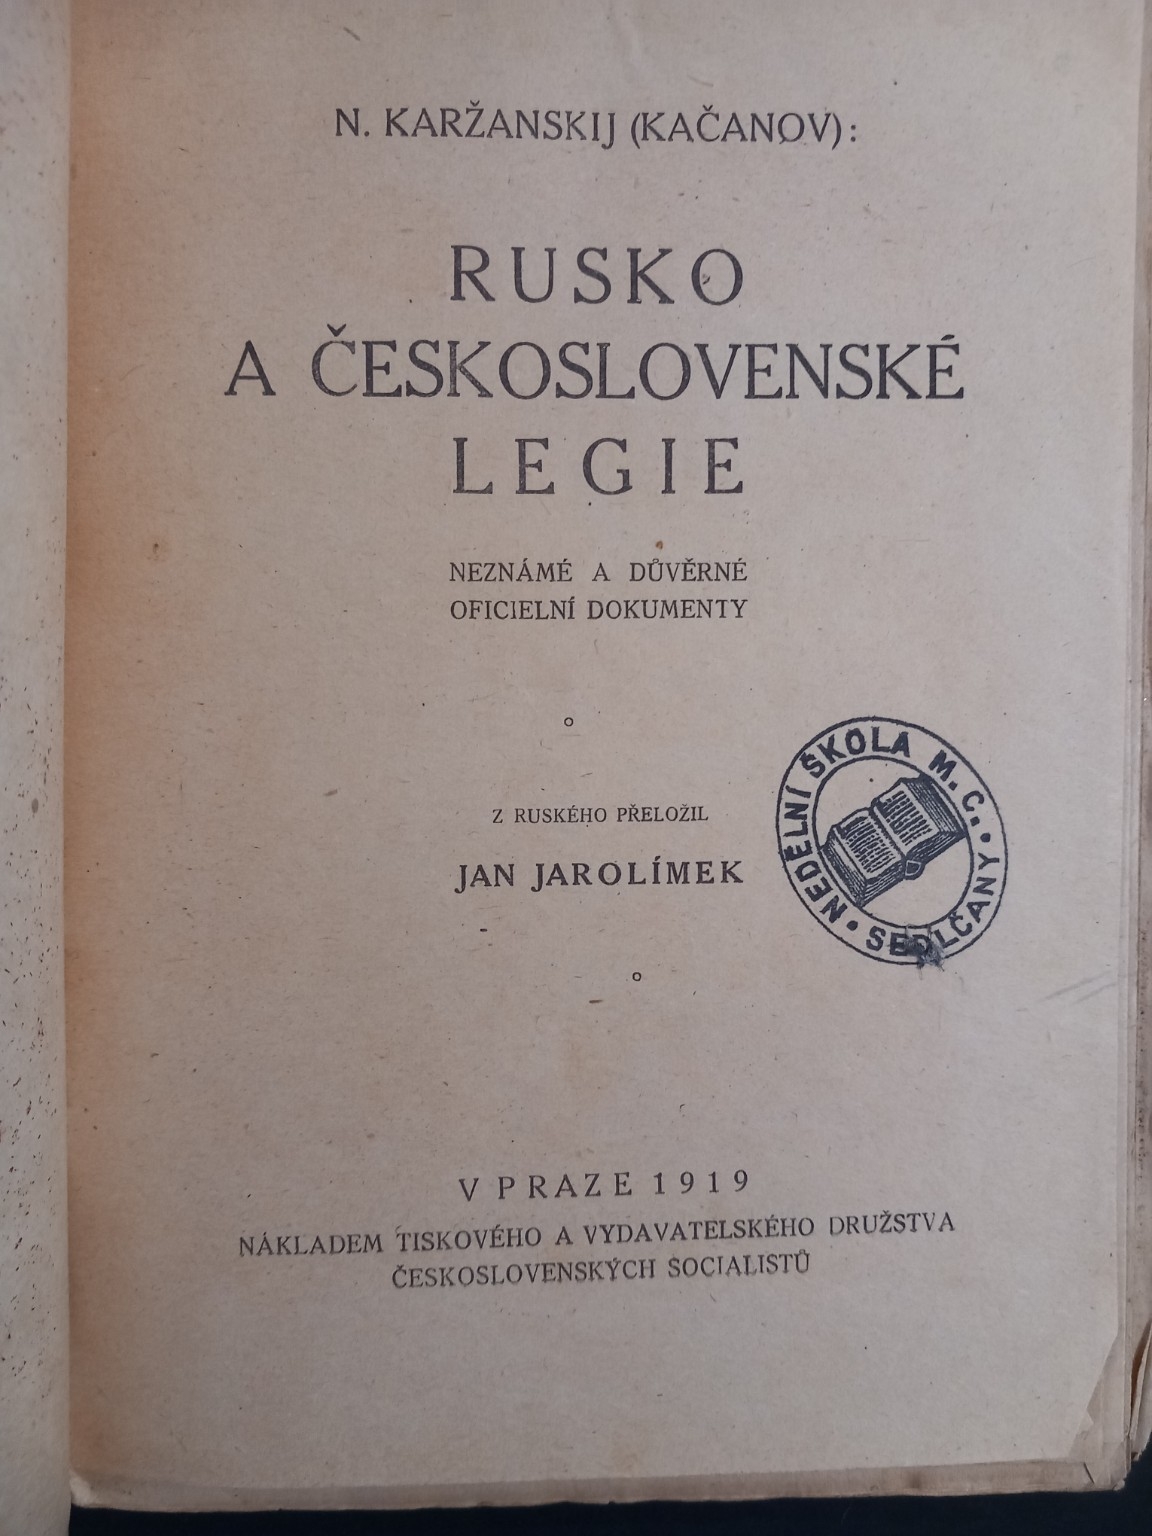 N. KARŽANSKIJ (KAČANOV):
RUSKO
A ČESKOSLOVENSKÉ
LEGIE
NEZNÁMÉ A DŮVĚRNÉ
OFICIELNÍ DOKUMENTY
Z RUSKÉHO PŘELOŽIL
JAN JAROLÍMEK
NEDĚLNÍ ŠKOLA M. C. • SEDLČANY •
V PRAZE 1919
NÁKLADEM TISKOVÉHO A VYDAVATELSKÉHO DRUŽSTVA
ČESKOSLOVENSKÝCH SOCIALISTŮ